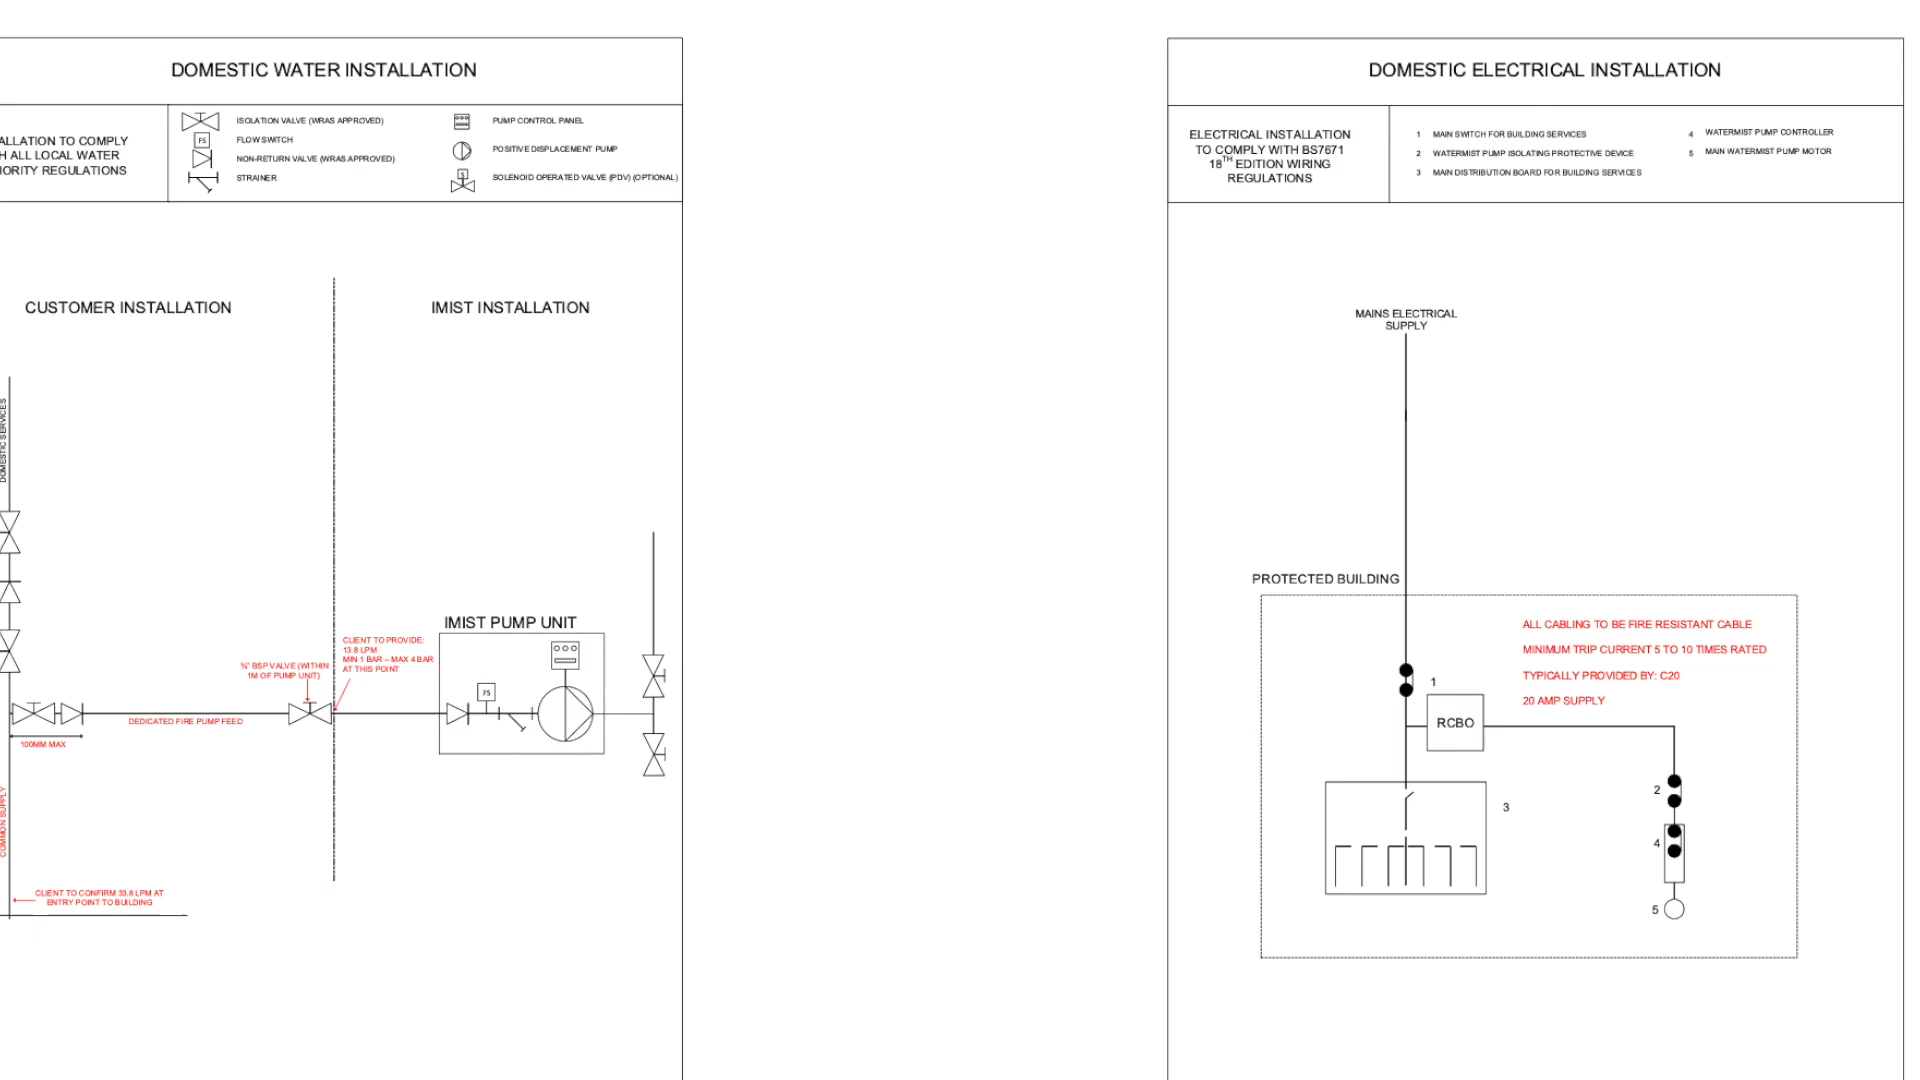 DOMESTIC WATER INSTALLATION
ALLATION TO COMPLY
H ALL LOCAL WATER
IORITY REGULATIONS
ISOLATION VALVE (WRAS APPROVED)
FS
FLOW SWITCH
NON-RETURN VALVE (WRAS APPROVED)
STRAINER
PUMP CONTROL PANEL
POSITIVE DISPLACEMENT PUMP
S
SOLENOID OPERATED VALVE (PDV) (OPTIONAL)
CUSTOMER INSTALLATION
IMIST INSTALLATION
DOMESTIC SERVICES
IMIST PUMP UNIT
CLIENT TO PROVIDE:
13.8 LPM
MIN 1 BAR – MAX 4 BAR
AT THIS POINT
¾" BSP VALVE (WITHIN
1M OF PUMP UNIT)
FS
DEDICATED FIRE PUMP FEED
100MM MAX
COMMON SUPPLY
CLIENT TO CONFIRM 33.8 LPM AT
ENTRY POINT TO BUILDING
DOMESTIC ELECTRICAL INSTALLATION
ELECTRICAL INSTALLATION
TO COMPLY WITH BS7671
18TH EDITION WIRING
REGULATIONS
1 MAIN SWITCH FOR BUILDING SERVICES
2 WATERMIST PUMP ISOLATING PROTECTIVE DEVICE
3 MAIN DISTRIBUTION BOARD FOR BUILDING SERVICES
4 WATERMIST PUMP CONTROLLER
5 MAIN WATERMIST PUMP MOTOR
MAINS ELECTRICAL
SUPPLY
PROTECTED BUILDING
ALL CABLING TO BE FIRE RESISTANT CABLE
MINIMUM TRIP CURRENT 5 TO 10 TIMES RATED
TYPICALLY PROVIDED BY: C20
20 AMP SUPPLY
1
RCBO
2
3
4
5